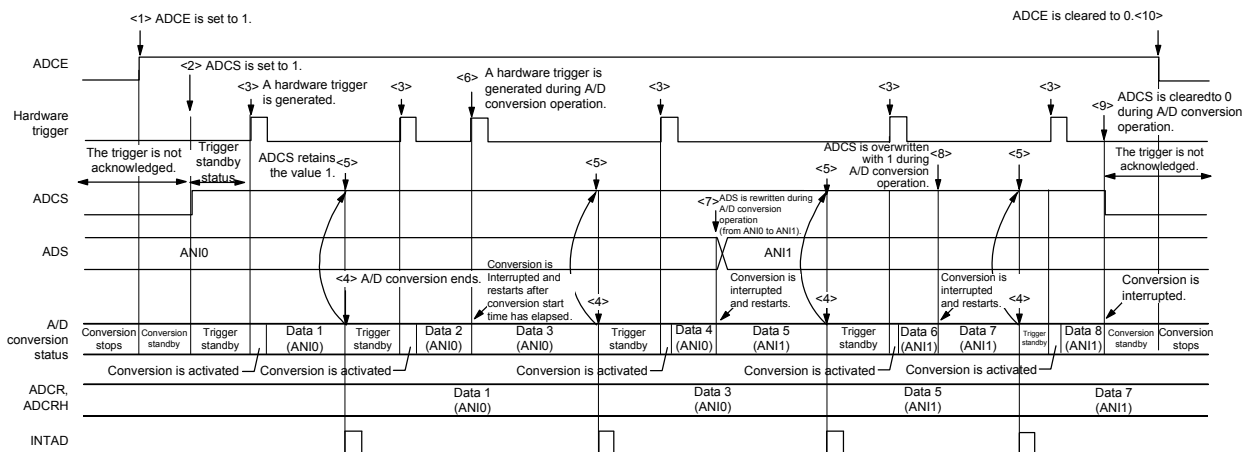 <1> ADCE is set to 1.
ADCE is cleared to 0.<10>
ADCE
<2> ADCS is set to 1.
<3> A hardware trigger
is generated.
<3>
<6> A hardware trigger is
generated during A/D
conversion operation.
<3>
<3>
<3>
<9> ADCS is clearedto 0
during A/D conversion
operation.
Hardware
trigger
The trigger is not
acknowledged.
Trigger
standby
status
ADCS retains
the value 1.
<5>
<5>
ADCS is overwritten
with 1 during
A/D conversion
operation.
<5>
<8>
<5>
The trigger is not
acknowledged.
ADCS
<7> ADS is rewritten during
A/D conversion
operation
(from ANI0 to ANI1).
ADS
ANI0
ANI1
<4> A/D conversion ends.
Conversion is
Interrupted and
restarts after
conversion start
time has elapsed.
<4>
Conversion is
interrupted
and restarts.
<4>
Conversion is
interrupted
and restarts.
<4>
Conversion is
interrupted.
A/D
conversion
status
Conversion
stops
Conversion
standby
Trigger
standby
Data 1
(ANI0)
Trigger
standby
Data 2
(ANI0)
Data 3
(ANI0)
Trigger
standby
Data 4
(ANI0)
Data 5
(ANI1)
Trigger
standby
Data 6
(ANI1)
Data 7
(ANI1)
Trigger
standby
Data 8
(ANI1)
Conversion
standby
Conversion
stops
Conversion is activated
Conversion is activated
Conversion is activated
Conversion is activated
Conversion is activated
ADCR,
ADCRH
Data 1
(ANI0)
Data 3
(ANI0)
Data 5
(ANI1)
Data 7
(ANI1)
INTAD